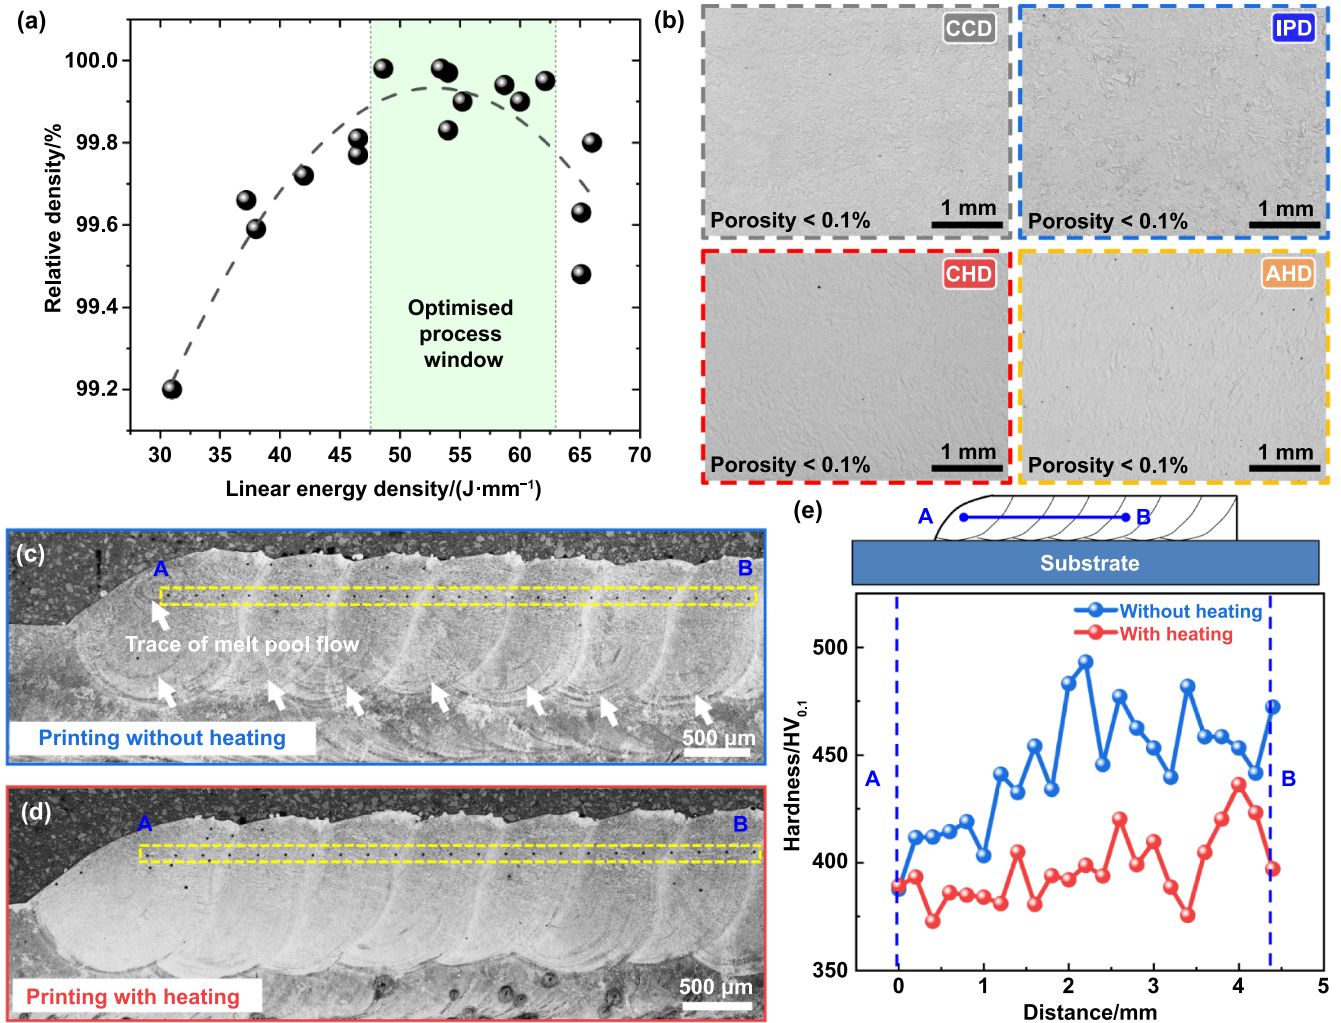 (a)
100.0
99.8
99.6
99.4
99.2
Relative density/%
Optimised
process
window
30 35 40 45 50 55 60 65 70
Linear energy density/(J·mm⁻¹)
(b)
CCD
Porosity < 0.1%
1 mm
IPD
Porosity < 0.1%
1 mm
CHD
Porosity < 0.1%
1 mm
AHD
Porosity < 0.1%
1 mm
(c)
A
B
Trace of melt pool flow
Printing without heating
500 μm
(d)
A
B
Printing with heating
500 μm
(e)
A
B
Substrate
Without heating
With heating
500
450
400
350
Hardness/HV₀.₁
A
B
0 1 2 3 4 5
Distance/mm